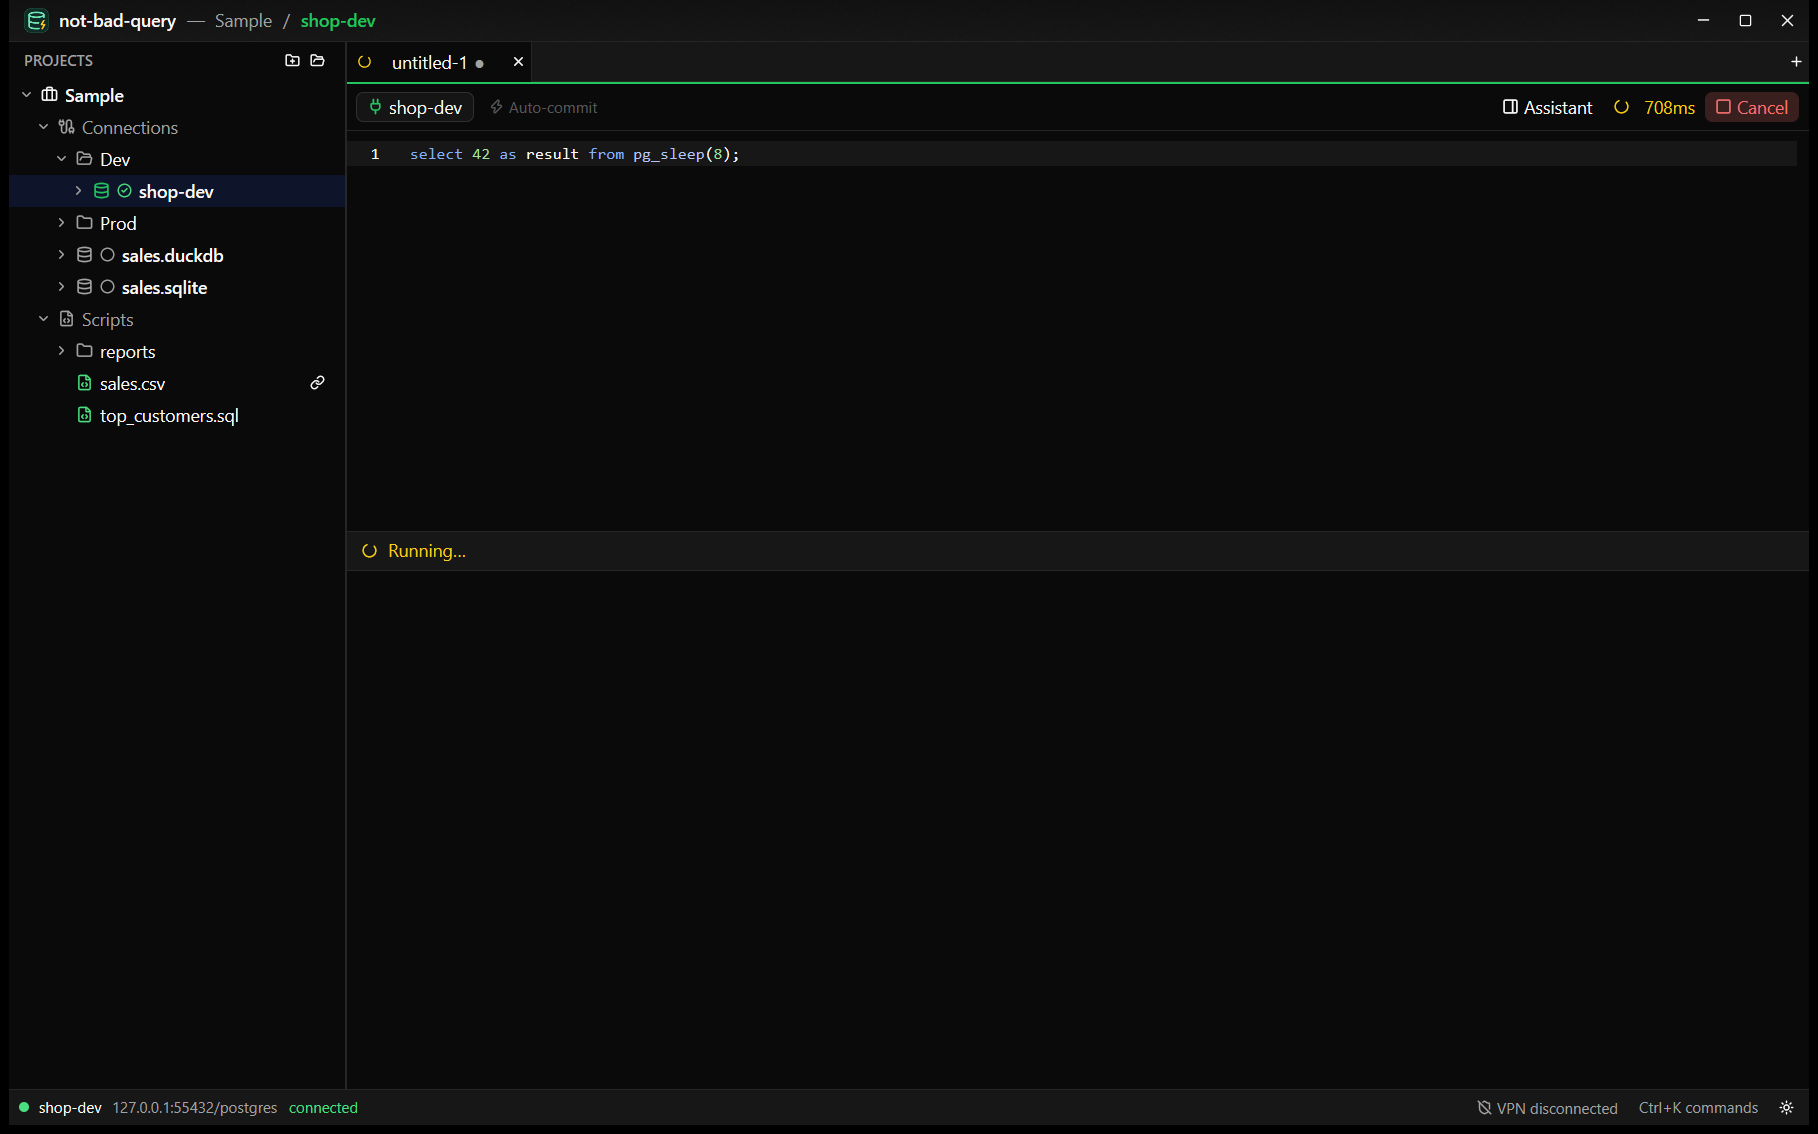 not-bad-query — Sample / shop-dev
PROJECTS
Sample
Connections
Dev
shop-dev
Prod
sales.duckdb
sales.sqlite
Scripts
reports
sales.csv
top_customers.sql
untitled-1
shop-dev Auto-commit Assistant 708ms Cancel
1 select 42 as result from pg_sleep(8);
Running...
shop-dev 127.0.0.1:55432/postgres connected VPN disconnected Ctrl+K commands